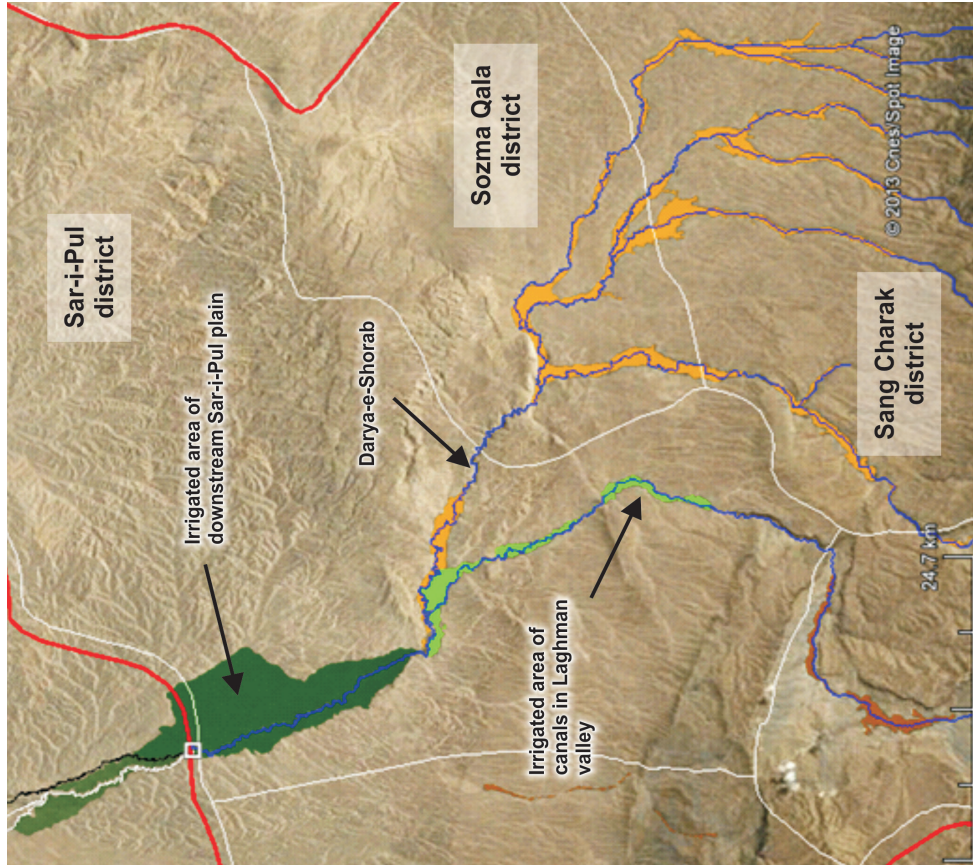 Sar-i-Pul
district
Irrigated area of
downstream Sar-i-Pul plain
Darya-e-Shorab
Sozma Qala
district
Irrigated area of
canals in Laghman
valley
Sang Charak
district
© 2013 Cnes/Spot Image
24.7 km